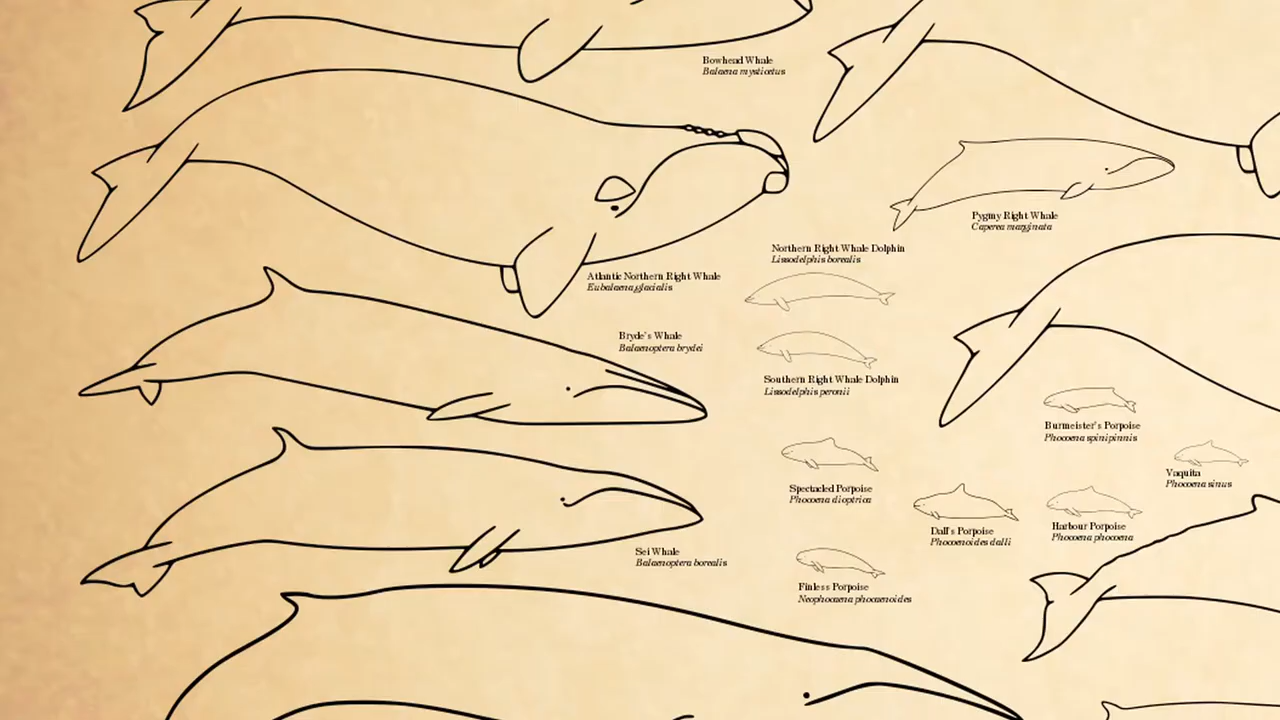 Bowhead Whale
Balaena mysticetus
Pygmy Right Whale
Caperea marginata
Northern Right Whale Dolphin
Lissodelphis borealis
Atlantic Northern Right Whale
Eubalaena glacialis
Bryde's Whale
Balaenoptera brydei
Southern Right Whale Dolphin
Lissodelphis peronii
Burmeister's Porpoise
Phocoena spinipinnis
Vaquita
Phocoena sinus
Spectacled Porpoise
Phocoena dioptrica
Dall's Porpoise
Phocoenoides dalli
Harbour Porpoise
Phocoena phocoena
Sei Whale
Balaenoptera borealis
Finless Porpoise
Neophocaena phocaenoides